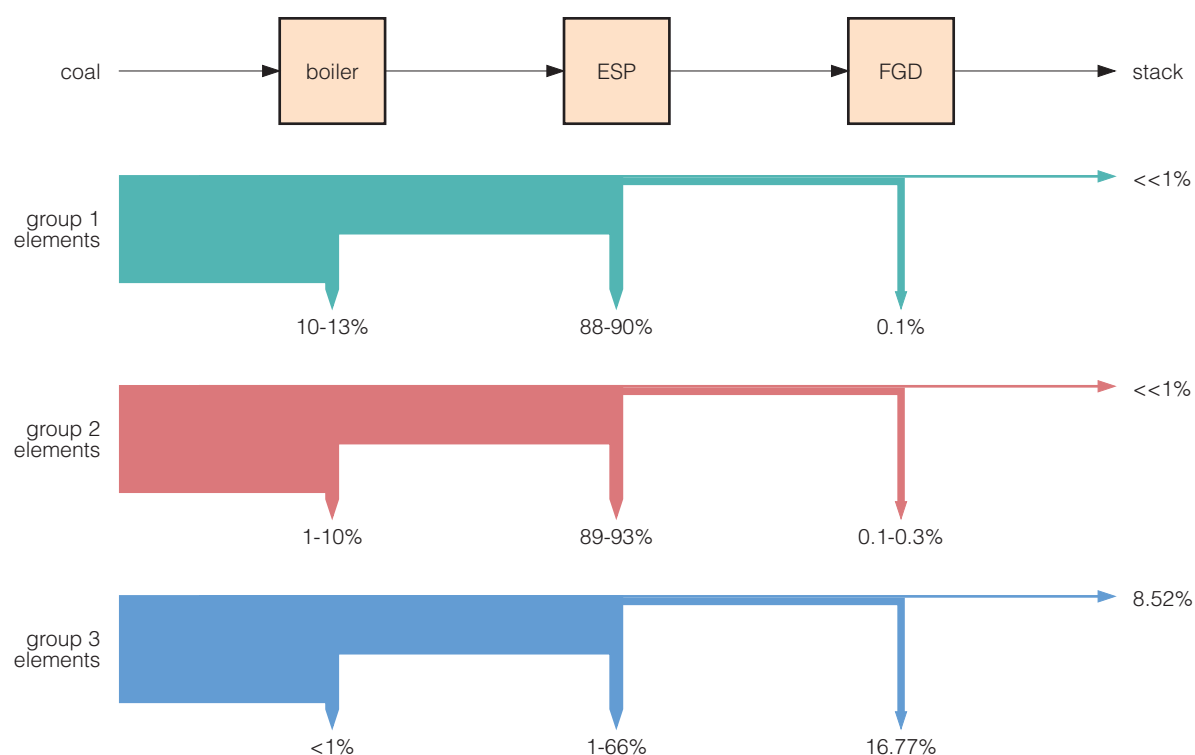 coal
boiler
ESP
FGD
stack
group 1
elements
<<1%
10-13%
88-90%
0.1%
group 2
elements
<<1%
1-10%
89-93%
0.1-0.3%
group 3
elements
8.52%
<1%
1-66%
16.77%